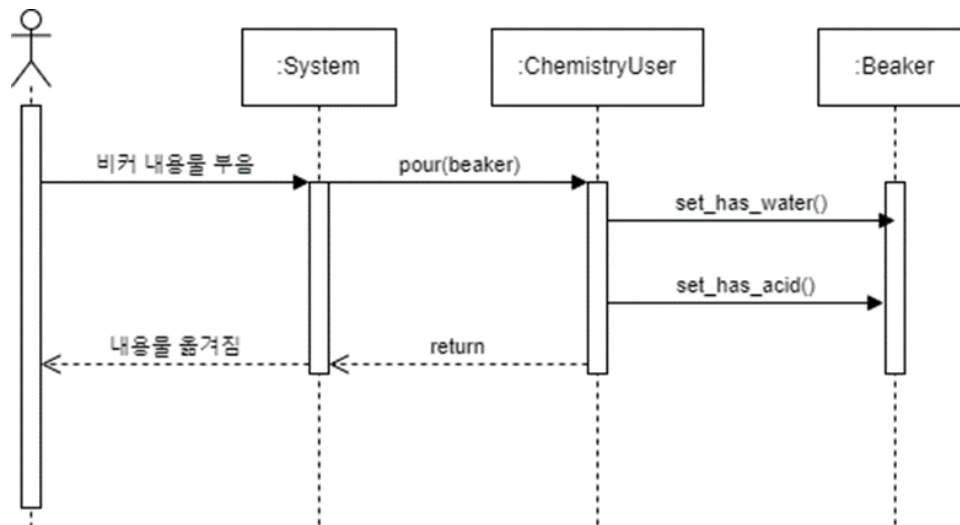 :System
:ChemistryUser
:Beaker
비커 내용물 부음
pour(beaker)
set_has_water()
set_has_acid()
내용물 옮겨짐
return